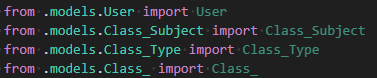 from .models.User import User
from .models.Class_Subject import Class_Subject
from .models.Class_Type import Class_Type
from .models.Class_ import Class_